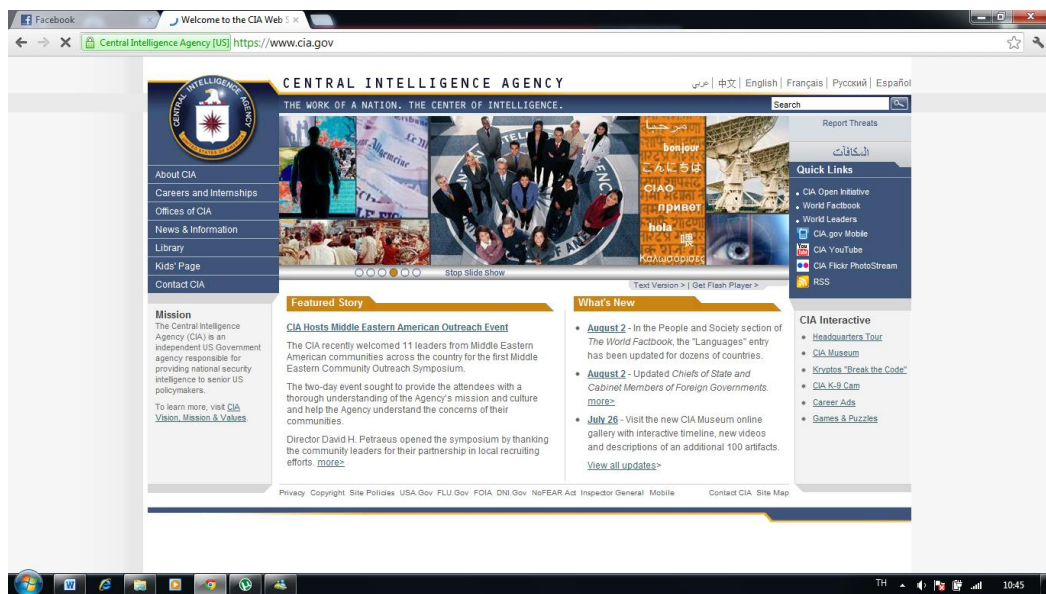 Facebook
Welcome to the CIA Web S
Central Intelligence Agency [US] https://www.cia.gov
CENTRAL INTELLIGENCE AGENCY
عربي | 中文 | English | Français | Русский | Español
THE WORK OF A NATION. THE CENTER OF INTELLIGENCE.
Search
CENTRAL INTELLIGENCE AGENCY
UNITED STATES OF AMERICA
About CIA
Careers and Internships
Offices of CIA
News & Information
Library
Kids' Page
Contact CIA
Allgemeine
مرحبا
bonjour
こんにちは
CIAO
привет
hola
喂
Καλωσόρισες
Stop Slide Show
Text Version > | Get Flash Player >
Report Threats
المكافآت
Quick Links
CIA Open Initiative
World Factbook
World Leaders
CIA.gov Mobile
You Tube
CIA YouTube
CIA Flickr PhotoStream
RSS
Mission
The Central Intelligence
Agency (CIA) is an
independent US Government
agency responsible for
providing national security
intelligence to senior US
policymakers.
To learn more, visit CIA
Vision, Mission & Values.
Featured Story
CIA Hosts Middle Eastern American Outreach Event
The CIA recently welcomed 11 leaders from Middle Eastern
American communities across the country for the first Middle
Eastern Community Outreach Symposium.
The two-day event sought to provide the attendees with a
thorough understanding of the Agency's mission and culture
and help the Agency understand the concerns of their
communities.
Director David H. Petraeus opened the symposium by thanking
the community leaders for their partnership in local recruiting
efforts. more>
What's New
• August 2 - In the People and Society section of
The World Factbook, the "Languages" entry
has been updated for dozens of countries.
• August 2 - Updated Chiefs of State and
Cabinet Members of Foreign Governments.
more>
• July 26 - Visit the new CIA Museum online
gallery with interactive timeline, new videos
and descriptions of an additional 100 artifacts.
View all updates>
CIA Interactive
• Headquarters Tour
• CIA Museum
• Kryptos "Break the Code"
• CIA K-9 Cam
• Career Ads
• Games & Puzzles
Privacy Copyright Site Policies USA.Gov FLU.Gov FOIA DNI.Gov NoFEAR Act Inspector General Mobile Contact CIA Site Map
TH
10:45